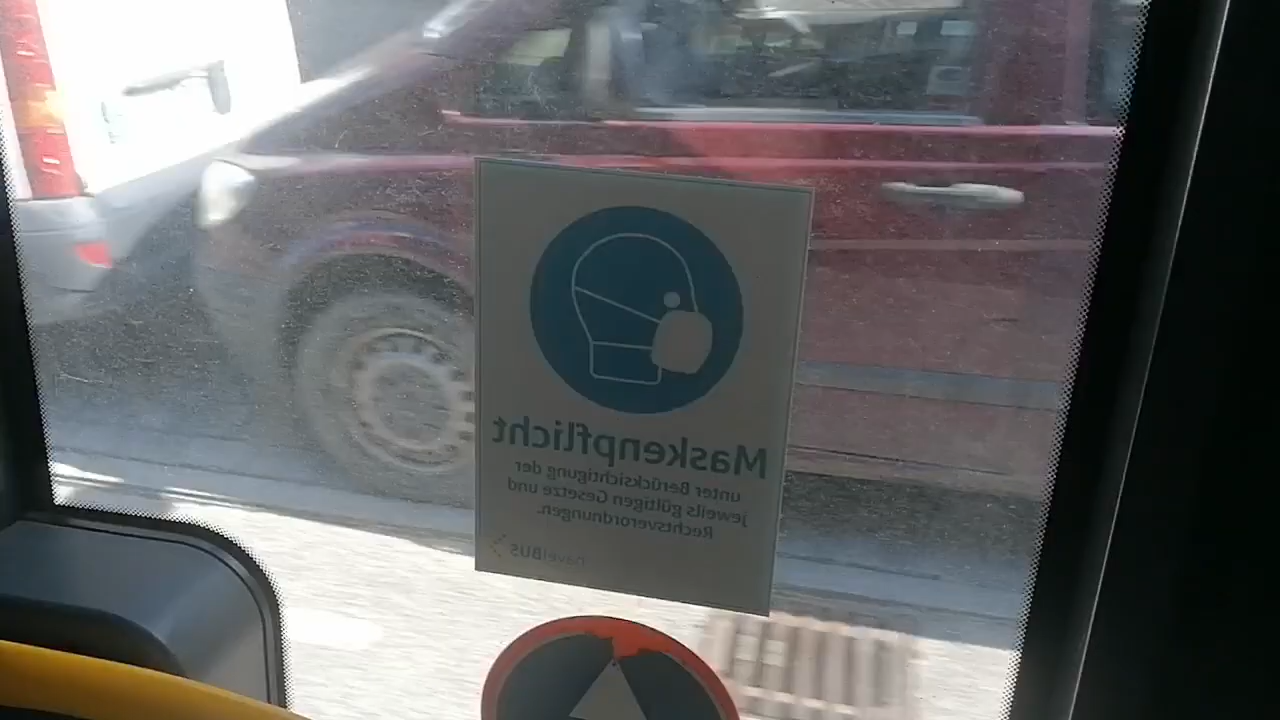 Maskenpflicht
unter Berücksichtigung der
jeweils gültigen Gesetze und
Rechtsverordnungen.
havelBUS